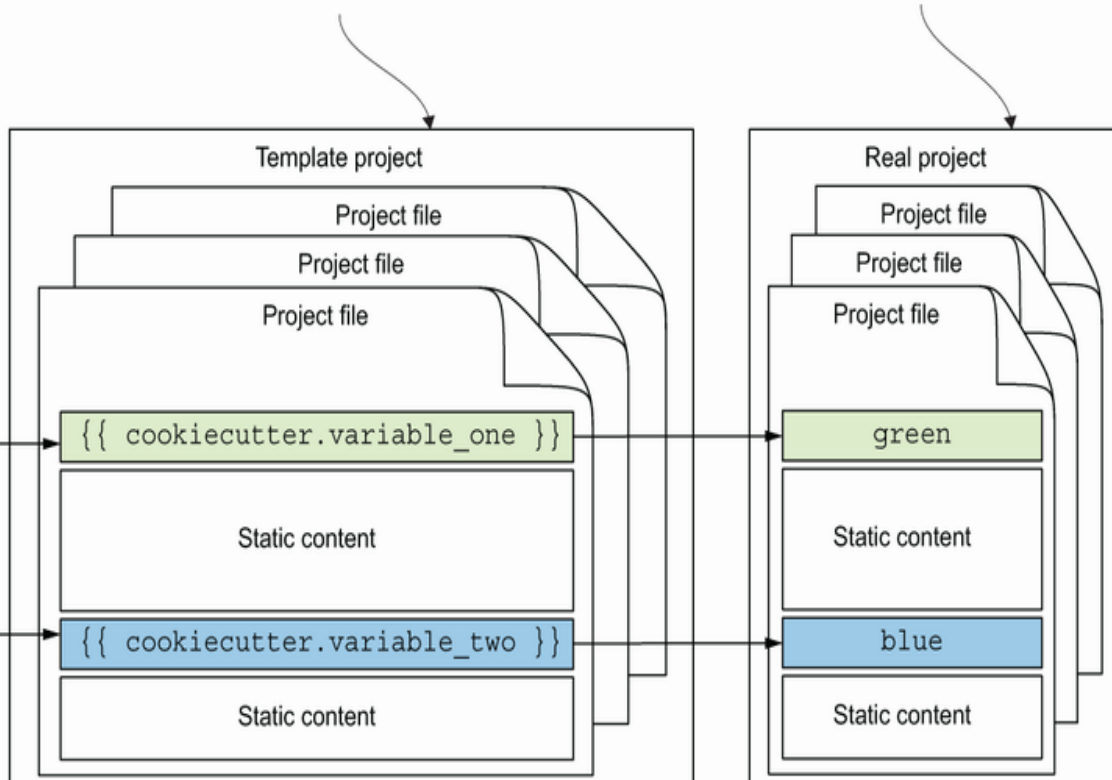 Template project
Project file
Project file
Project file
{{ cookiecutter.variable_one }}
Static content
{{ cookiecutter.variable_two }}
Static content
Real project
Project file
Project file
Project file
green
Static content
blue
Static content